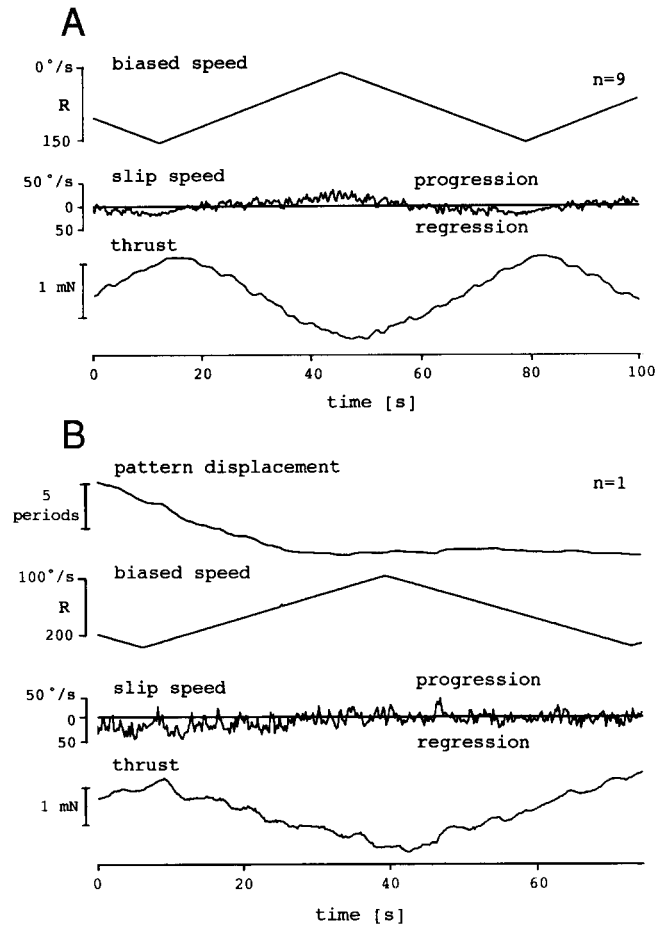 A
0°/s
biased speed
n=9
R
150
50°/s
slip speed
progression
0
50
regression
thrust
1 mN
0 20 40 60 80 100
time [s]
B
pattern displacement
5
periods
n=1
100°/s
biased speed
R
200
50°/s
slip speed
progression
0
50
regression
thrust
1 mN
0 20 40 60
time [s]